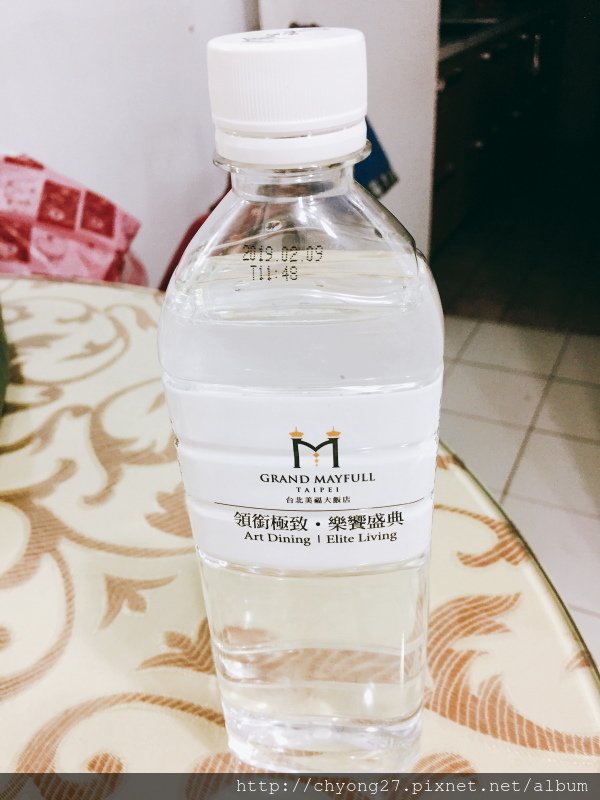 2019.02.09
T11:48
M
GRAND MAYFULL
TAIPEI
台北美福大飯店
領銜極致・樂饗盛典
Art Dining | Elite Living
http://chyong27.pixnet.net/album